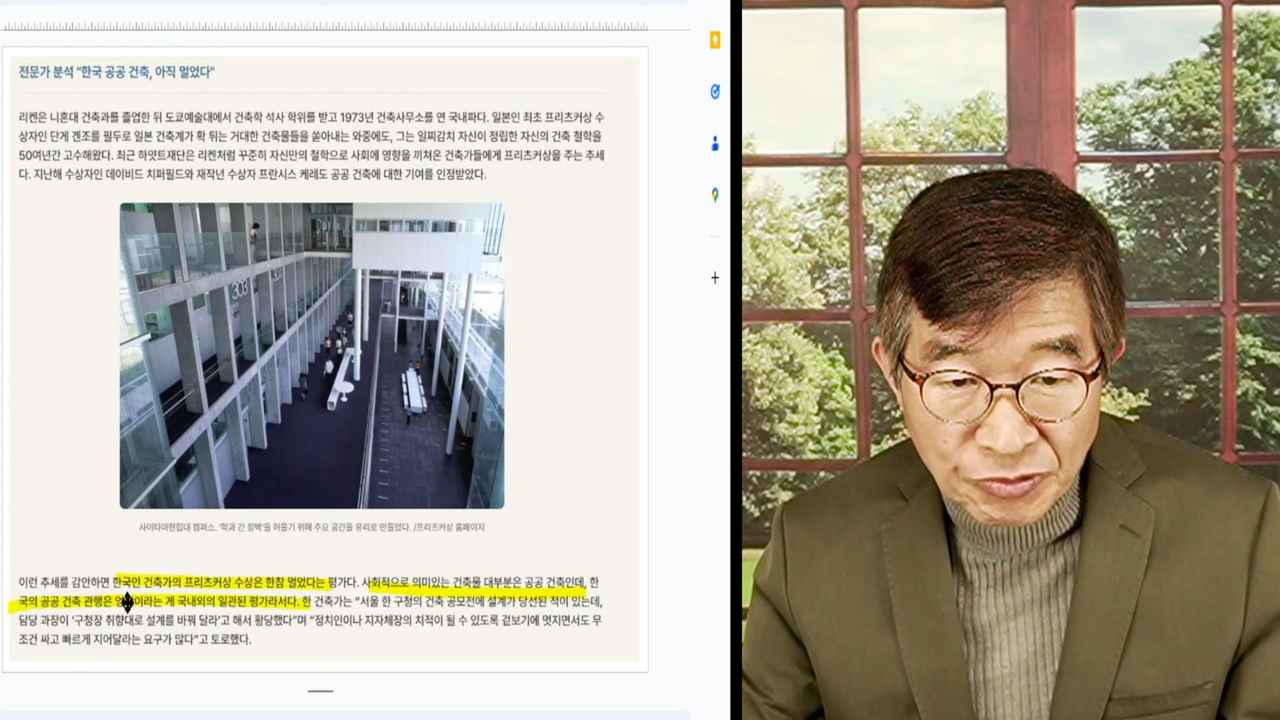 전문가 분석 "한국 공공 건축, 아직 멀었다"
리켄은 니혼대 건축과를 졸업한 뒤 도쿄예술대에서 건축학 석사 학위를 받고 1973년 건축사무소를 연 국내파다. 일본인 최초 프리츠커상 수
상자인 단게 겐조를 필두로 일본 건축계가 확 튀는 거대한 건축물들을 쏟아내는 와중에도, 그는 일찌감치 자신이 정립한 자신의 건축 철학을
50여년간 고수해왔다. 최근 하얏트재단은 리켄처럼 꾸준히 자신만의 철학으로 사회에 영향을 끼쳐온 건축가들에게 프리츠커상을 주는 추세
다. 지난해 수상자인 데이비드 치퍼필드와 재작년 수상자 프란시스 케레도 공공 건축에 대한 기여를 인정받았다.
303
304
사이타마현립대 캠퍼스. '학과 간 장벽'을 허물기 위해 주요 공간을 유리로 만들었다. /프리츠커상 홈페이지
이런 추세를 감안하면 한국인 건축가의 프리츠커상 수상은 한참 멀었다는 평가다. 사회적으로 의미있는 건축물 대부분은 공공 건축인데, 한
국의 공공 건축 관행은 이라는 게 국내외의 일관된 평가라서다. 한 건축가는 "서울 한 구청의 건축 공모전에 설계가 당선된 적이 있는데,
담당 과장이 '구청장 취향대로 설계를 바꿔 달라'고 해서 황당했다"며 "정치인이나 지자체장의 치적이 될 수 있도록 겉보기에 멋지면서도 무
조건 싸고 빠르게 지어달라는 요구가 많다"고 토로했다.